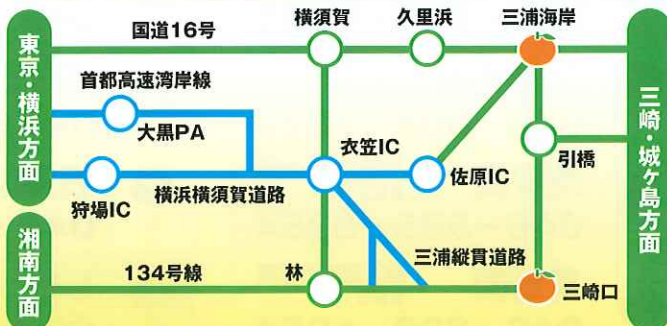 東京・横浜方面
国道16号
横須賀
久里浜
三浦海岸
首都高速湾岸線
大黒PA
衣笠IC
引橋
三崎・城ヶ島方面
狩場IC
横浜横須賀道路
佐原IC
湘南方面
134号線
林
三浦縦貫道路
三崎口